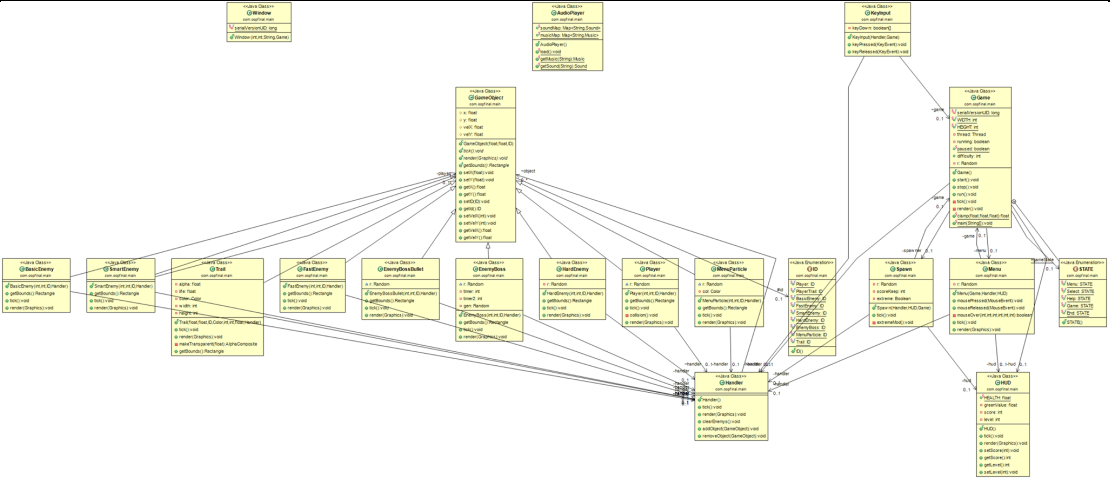 <<Java Class>>
Window
com.oopfinal.main
serialVersionUID: long
Window(int,int,String,Game)
<<Java Class>>
AudioPlayer
com.oopfinal.main
soundMap: Map<String,Sound>
musicMap: Map<String,Music>
AudioPlayer()
load():void
getMusic(String):Music
getSound(String):Sound
<<Java Class>>
KeyInput
com.oopfinal.main
keyDown: boolean[]
KeyInput(Handler,Game)
keyPressed(KeyEvent):void
keyReleased(KeyEvent):void
<<Java Class>>
GameObject
com.oopfinal.main
x: float
y: float
velX: float
velY: float
GameObject(float,float,ID)
tick():void
render(Graphics):void
getBounds():Rectangle
setX(float):void
setY(float):void
getX():float
getY():float
setID(ID):void
getId():ID
setVelX(int):void
setVelY(int):void
getVelX():float
getVelY():float
<<Java Class>>
Game
com.oopfinal.main
serialVersionUID: long
WIDTH: int
HEIGHT: int
thread: Thread
running: boolean
paused: boolean
difficulty: int
r: Random
Game()
start():void
stop():void
run():void
tick():void
render():void
clamp(float,float,float):float
main(String[]):void
~game
0..1
~object
~game
0..1
-game
0..1
-menu
0..1
0..1
<<Java Class>>
BasicEnemy
com.oopfinal.main
BasicEnemy(int,int,ID,Handler)
getBounds():Rectangle
tick():void
render(Graphics):void
<<Java Class>>
SmartEnemy
com.oopfinal.main
SmartEnemy(int,int,ID,Handler)
getBounds():Rectangle
tick():void
render(Graphics):void
<<Java Class>>
Trail
com.oopfinal.main
alpha: float
life: float
color: Color
width: int
height: int
Trail(float,float,ID,Color,int,int,float,Handler)
tick():void
render(Graphics):void
makeTransparent(float):AlphaComposite
getBounds():Rectangle
<<Java Class>>
FastEnemy
com.oopfinal.main
FastEnemy(int,int,ID,Handler)
getBounds():Rectangle
tick():void
render(Graphics):void
<<Java Class>>
EnemyBossBullet
com.oopfinal.main
r: Random
EnemyBossBullet(int,int,ID,Handler)
getBounds():Rectangle
tick():void
render(Graphics):void
<<Java Class>>
EnemyBoss
com.oopfinal.main
r: Random
timer: int
timer2: int
gen: Random
EnemyBoss(int,int,ID,Handler)
getBounds():Rectangle
tick():void
render(Graphics):void
<<Java Class>>
HardEnemy
com.oopfinal.main
r: Random
HardEnemy(int,int,ID,Handler)
getBounds():Rectangle
tick():void
render(Graphics):void
<<Java Class>>
Player
com.oopfinal.main
r: Random
Player(int,int,ID,Handler)
getBounds():Rectangle
tick():void
collision():void
render(Graphics):void
<<Java Class>>
MenuParticle
com.oopfinal.main
r: Random
col: Color
MenuParticle(int,int,ID,Handler)
getBounds():Rectangle
tick():void
render(Graphics):void
<<Java Enumeration>>
ID
com.oopfinal.main
Player: ID
PlayerTrail: ID
BasicEnemy: ID
FastEnemy: ID
SmartEnemy: ID
HardEnemy: ID
EnemyBoss: ID
MenuParticle: ID
Trail: ID
ID()
<<Java Class>>
Spawn
com.oopfinal.main
r: Random
scoreKeep: int
extreme: Boolean
Spawn(Handler,HUD,Game)
tick():void
extremeMod():void
<<Java Class>>
Menu
com.oopfinal.main
r: Random
Menu(Game,Handler,HUD)
mousePressed(MouseEvent):void
mouseReleased(MouseEvent):void
mouseOver(int,int,int,int,int,int):boolean
tick():void
render(Graphics):void
<<Java Enumeration>>
STATE
com.oopfinal.main
Menu: STATE
Select: STATE
Help: STATE
Game: STATE
End: STATE
STATE()
<<Java Class>>
Handler
com.oopfinal.main
Handler()
tick():void
render(Graphics):void
clearEnemys():void
addObject(GameObject):void
removeObject(GameObject):void
-hud
0..1
-hud
0..1
<<Java Class>>
HUD
com.oopfinal.main
HEALTH: float
greenValue: float
score: int
level: int
HUD()
tick():void
render(Graphics):void
setScore(int):void
getScore():int
getLevel():int
setLevel(int):void